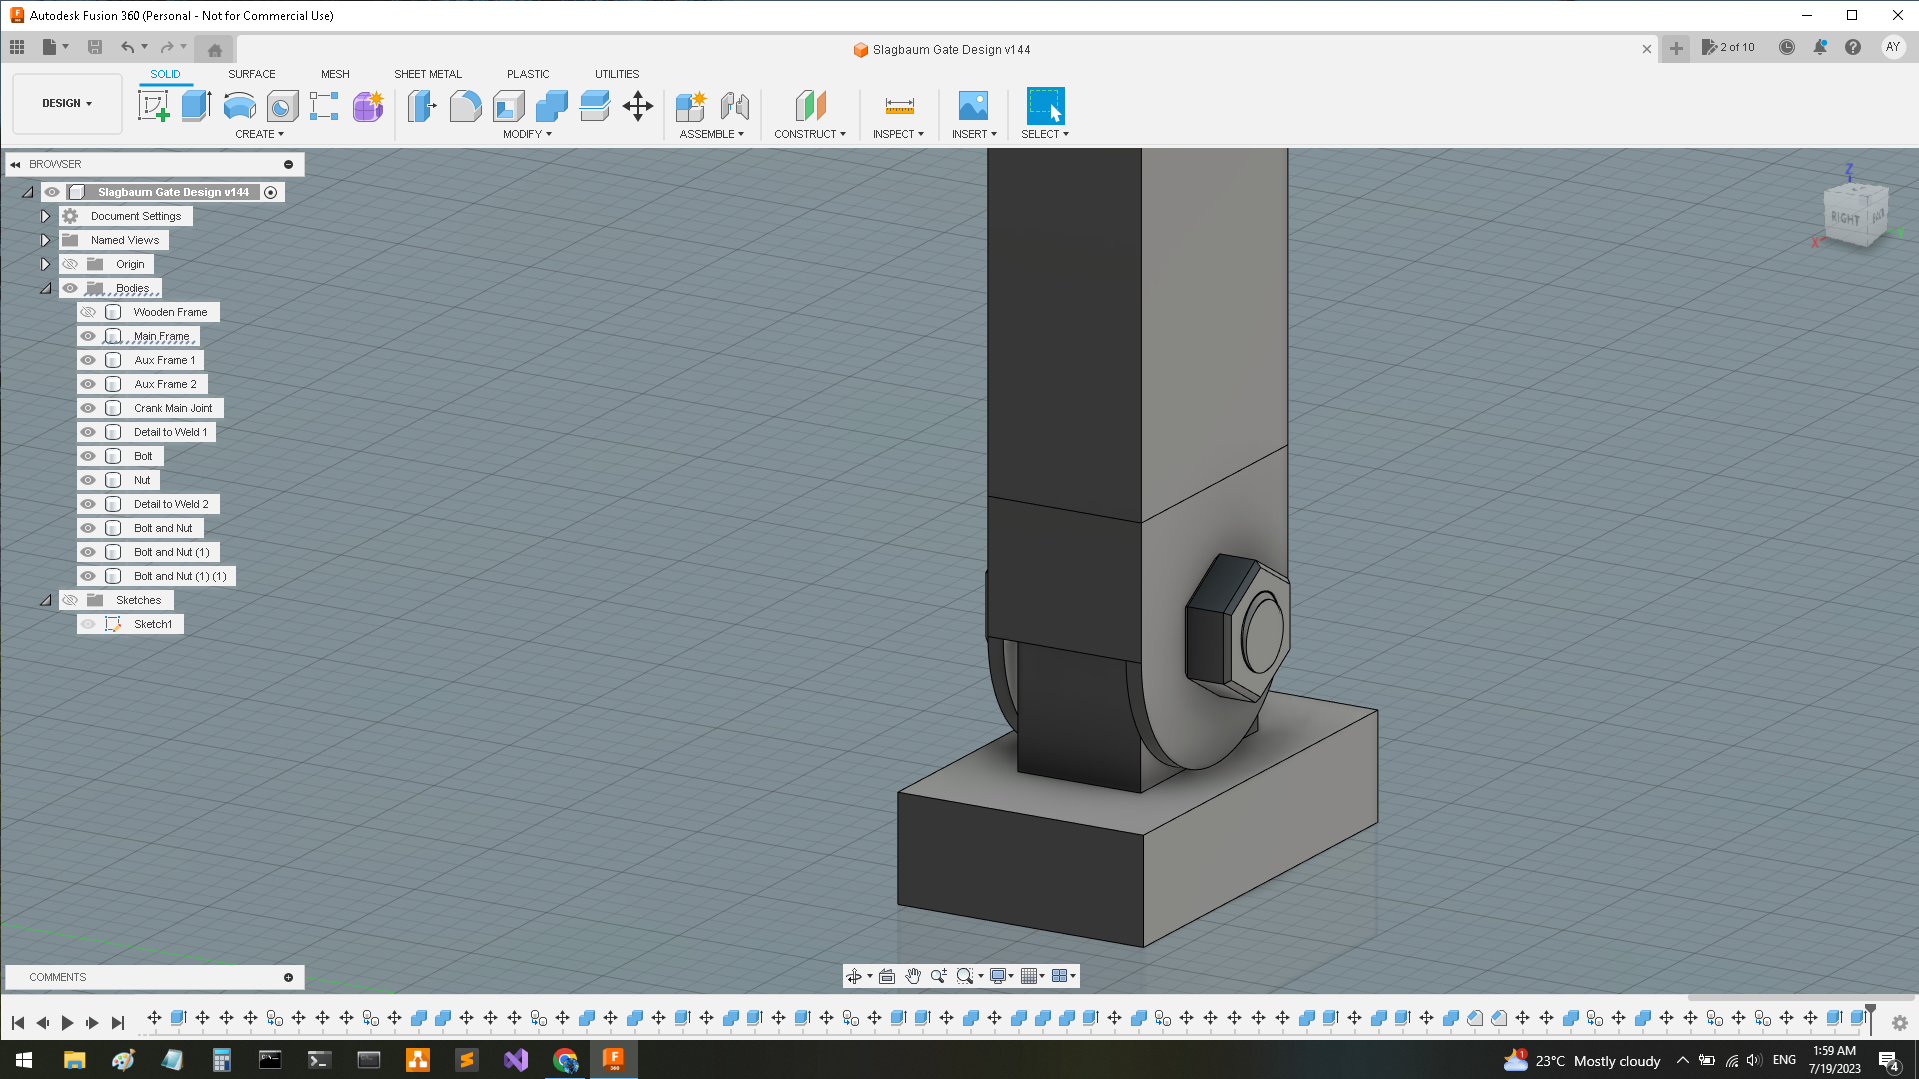 Autodesk Fusion 360 (Personal - Not for Commercial Use)
Slagbaum Gate Design v144
2 of 10
AY
DESIGN
SOLID
SURFACE
MESH
SHEET METAL
PLASTIC
UTILITIES
CREATE
MODIFY
ASSEMBLE
CONSTRUCT
INSPECT
INSERT
SELECT
BROWSER
Slagbaum Gate Design v144
Document Settings
Named Views
Origin
Bodies
Wooden Frame
Main Frame
Aux Frame 1
Aux Frame 2
Crank Main Joint
Detail to Weld 1
Bolt
Nut
Detail to Weld 2
Bolt and Nut
Bolt and Nut (1)
Bolt and Nut (1) (1)
Sketches
Sketch1
Z
RIGHT
X
COMMENTS
1
23°C Mostly cloudy
ENG
1:59 AM
7/19/2023
4